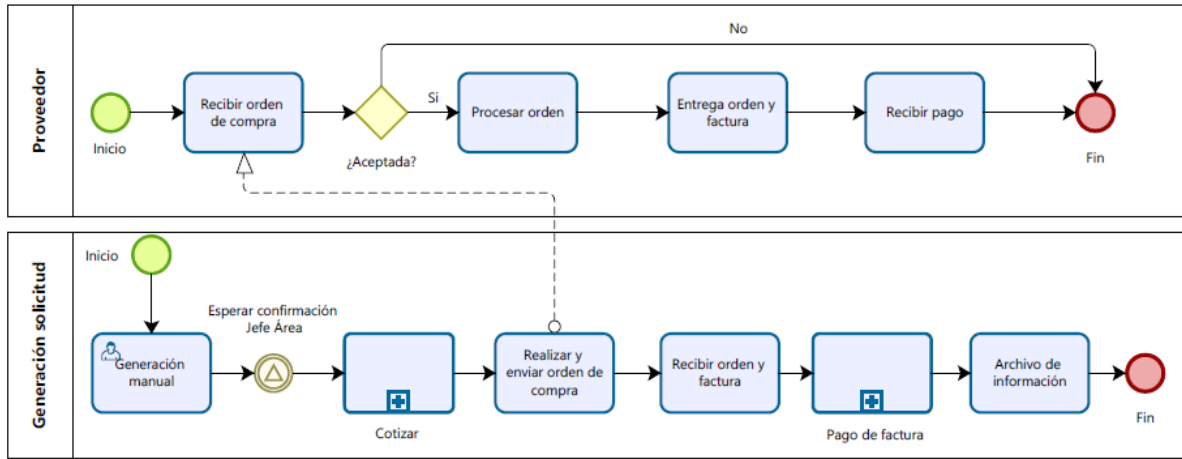 Proveedor
Inicio
Recibir orden
de compra
¿Aceptada?
Si
No
Procesar orden
Entrega orden y
factura
Recibir pago
Fin
Generación solicitud
Inicio
Generación
manual
Esperar confirmación
Jefe Área
Cotizar
Realizar y
enviar orden de
compra
Recibir orden y
factura
Pago de factura
Archivo de
información
Fin